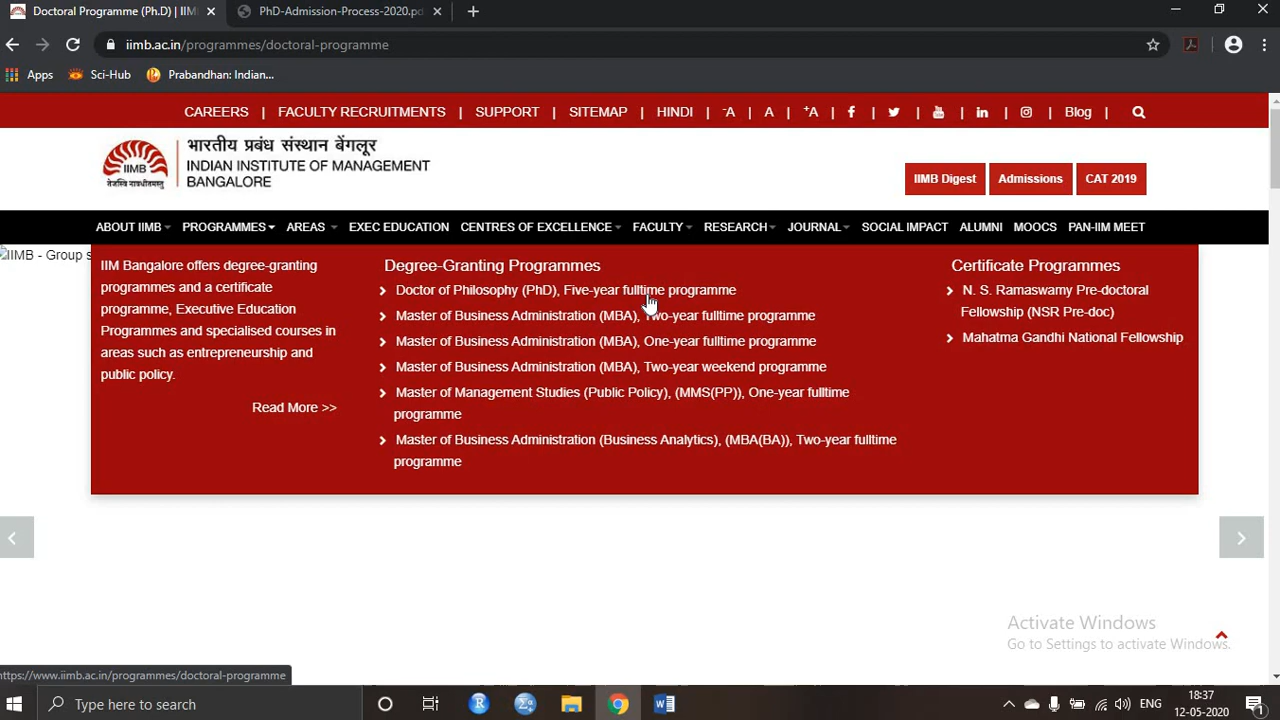 Doctoral Programme (Ph.D) | IIM
PhD-Admission-Process-2020.pdf
iimb.ac.in/programmes/doctoral-programme
Apps
Sci-Hub
Prabandhan: Indian...
CAREERS | FACULTY RECRUITMENTS | SUPPORT | SITEMAP | HINDI | -A | A | +A | | | | | | Blog |
भारतीय प्रबंध संस्थान बेंगलूर
INDIAN INSTITUTE OF MANAGEMENT
BANGALORE
IIMB
तेजस्वि नावधीतमस्तु
IIMB Digest
Admissions
CAT 2019
ABOUT IIMB PROGRAMMES AREAS EXEC EDUCATION CENTRES OF EXCELLENCE FACULTY RESEARCH JOURNAL SOCIAL IMPACT ALUMNI MOOCS PAN-IIM MEET
IIMB - Group s
IIM Bangalore offers degree-granting
programmes and a certificate
programme, Executive Education
Programmes and specialised courses in
areas such as entrepreneurship and
public policy.
Read More >>
Degree-Granting Programmes
Doctor of Philosophy (PhD), Five-year fulltime programme
Master of Business Administration (MBA), Two-year fulltime programme
Master of Business Administration (MBA), One-year fulltime programme
Master of Business Administration (MBA), Two-year weekend programme
Master of Management Studies (Public Policy), (MMS(PP)), One-year fulltime
programme
Master of Business Administration (Business Analytics), (MBA(BA)), Two-year fulltime
programme
Certificate Programmes
N. S. Ramaswamy Pre-doctoral
Fellowship (NSR Pre-doc)
Mahatma Gandhi National Fellowship
Activate Windows
Go to Settings to activate Windows.
https://www.iimb.ac.in/programmes/doctoral-programme
Type here to search
ENG
18:37
12-05-2020